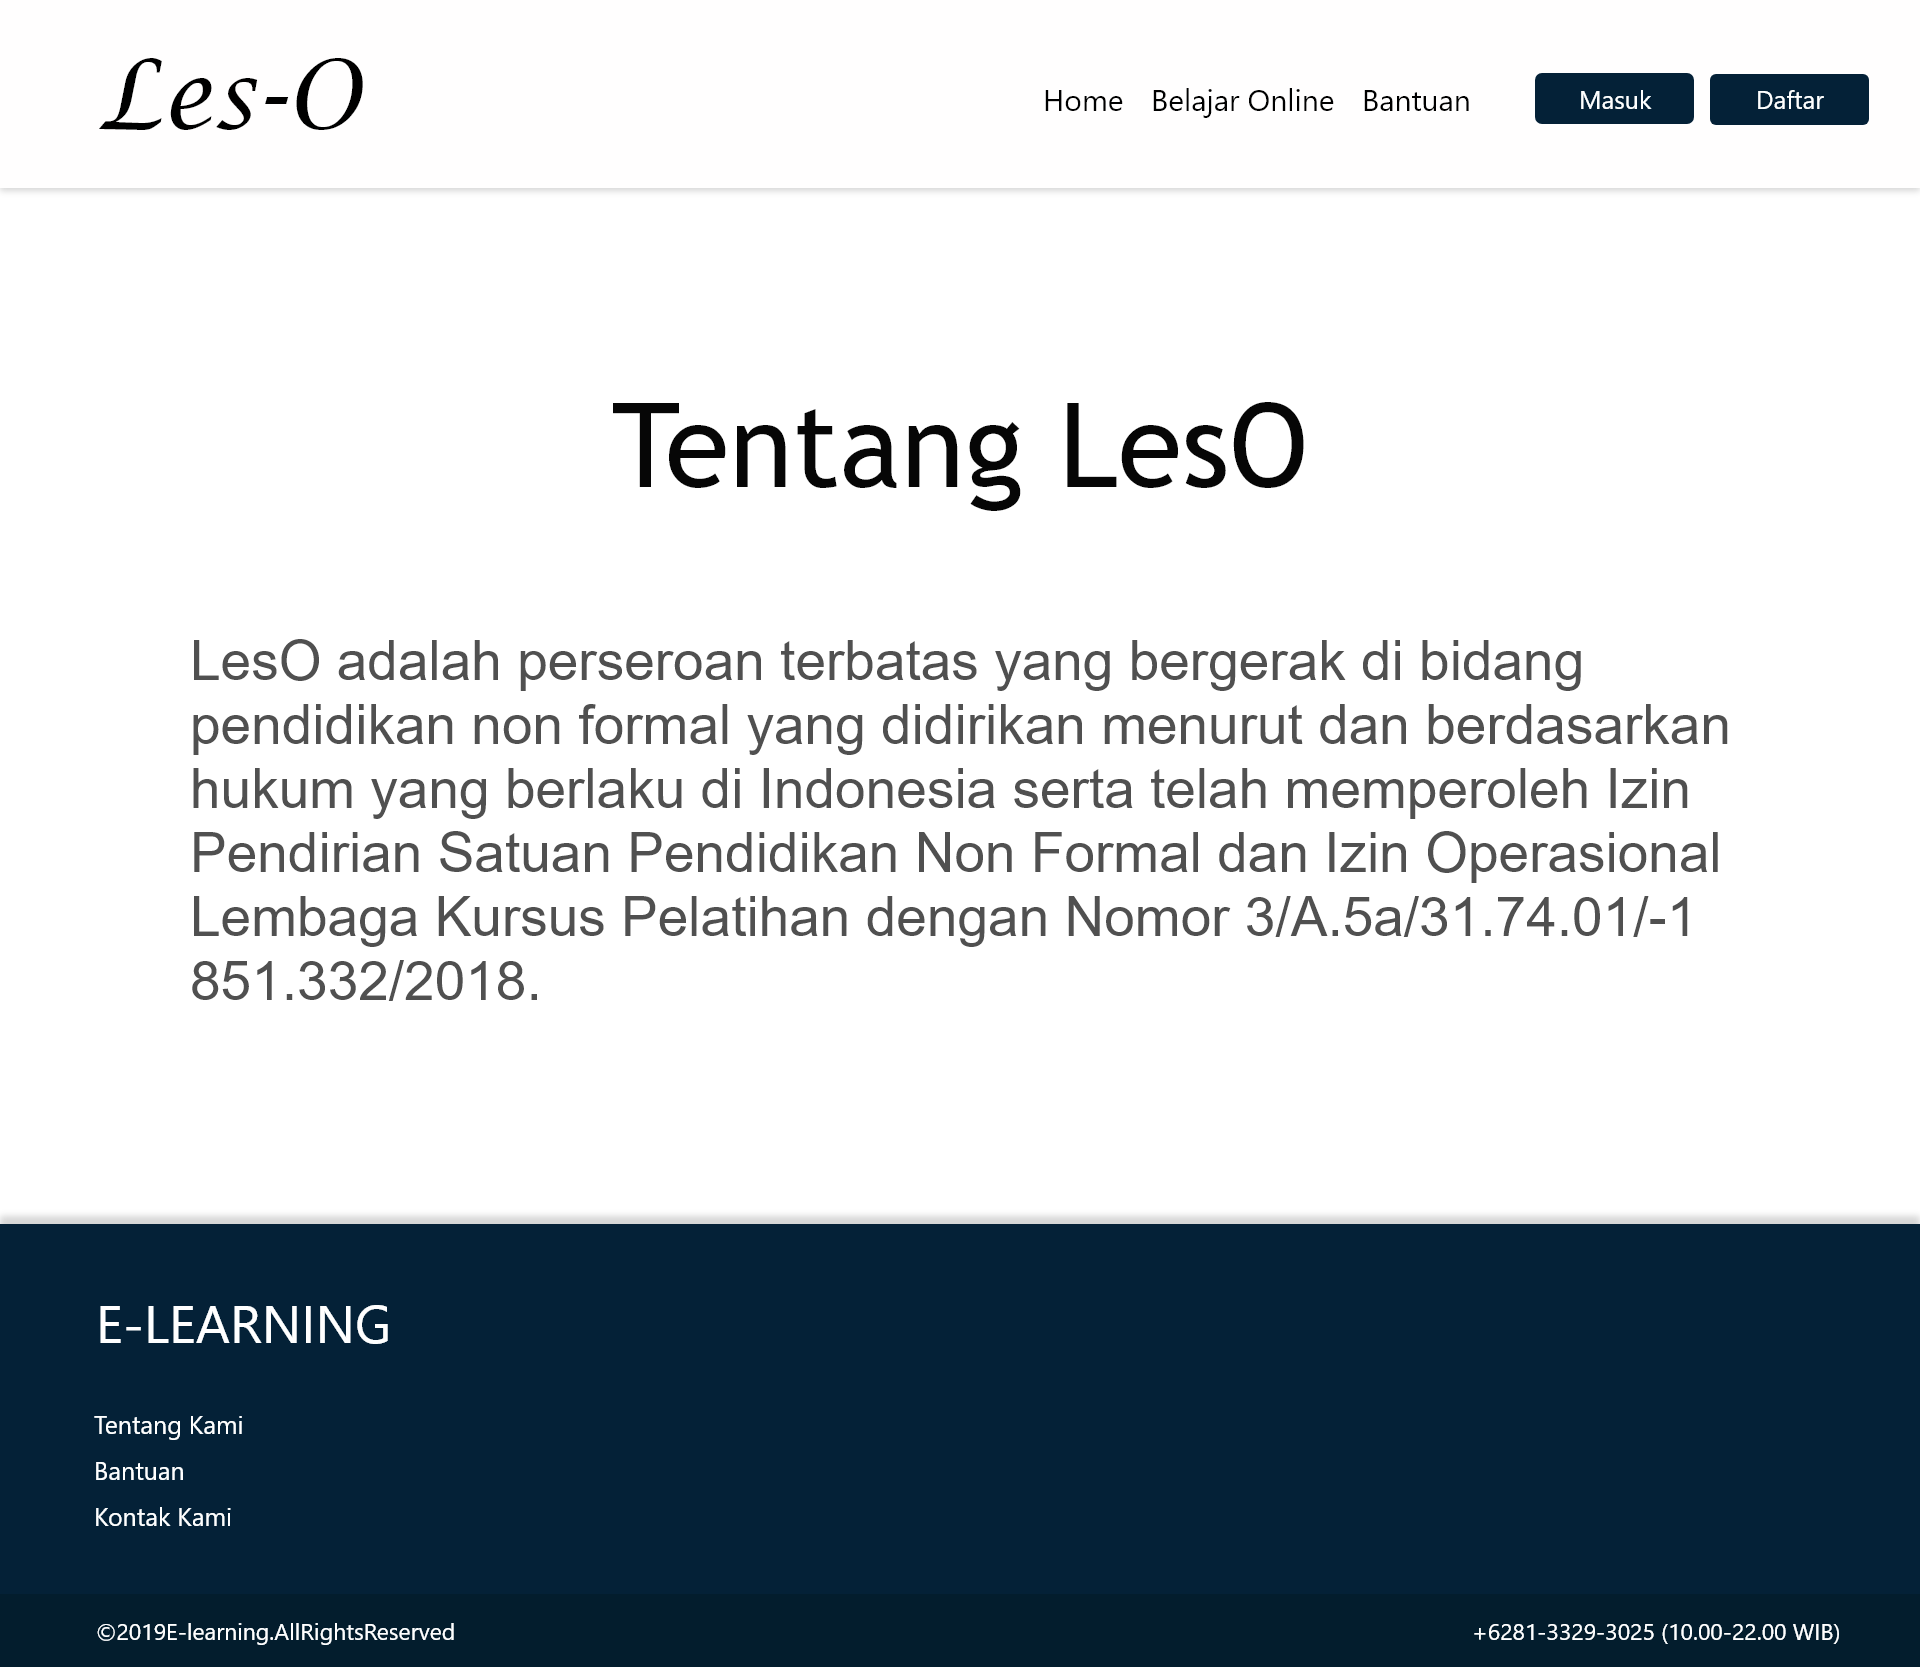 Les-O
Home Belajar Online Bantuan Masuk Daftar
Tentang LesO
LesO adalah perseroan terbatas yang bergerak di bidang
pendidikan non formal yang didirikan menurut dan berdasarkan
hukum yang berlaku di Indonesia serta telah memperoleh Izin
Pendirian Satuan Pendidikan Non Formal dan Izin Operasional
Lembaga Kursus Pelatihan dengan Nomor 3/A.5a/31.74.01/-1
851.332/2018.
E-LEARNING
Tentang Kami
Bantuan
Kontak Kami
©2019E-learning.AllRightsReserved +6281-3329-3025 (10.00-22.00 WIB)